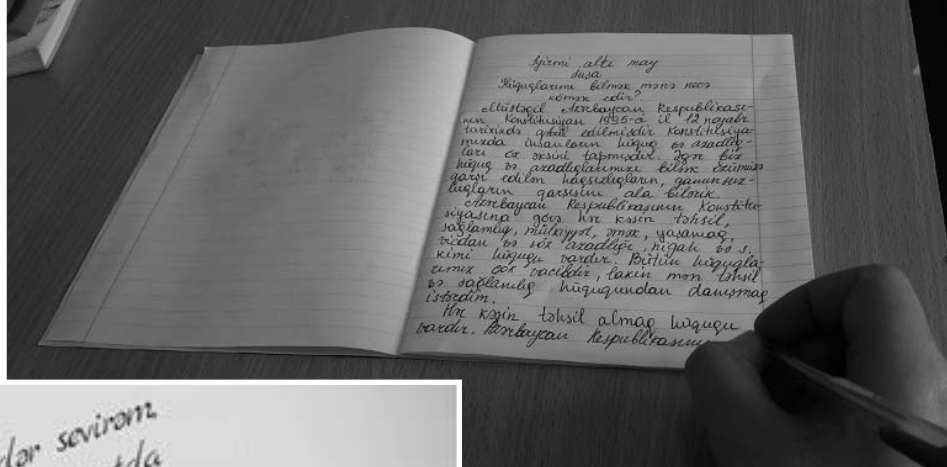 İyirmi altı may
İnşa
Hüquqlarımı bilmək mənə necə
kömək edir?
Müstəqil Azərbaycan Respublikası-
nın Konstitusiyası 1995-ci il 12 noyabr
tarixində qəbul edilmişdir. Konstitusiya-
mızda insanların hüquq və azadlıq-
ları öz əksini tapmışdır. Əgər biz
hüquq və azadlıqlarımızı bilsək özümüzə
qarşı edilən haqsızlıqların, qanunsuz-
luqların qarşısını ala bilərik.
Azərbaycan Respublikasının Konstitu-
siyasına görə hər kəsin təhsil,
sağlamlıq, mülkiyyət, əmək, yaşamaq,
vicdan və söz azadlığı, nigah və s.
kimi hüququ vardır. Bütün hüquqla-
rımız çox vacibdir, lakin mən təhsil
və sağlamlıq hüququndan danışmaq
istərdim.
Hər kəsin təhsil almaq hüququ
vardır. Azərbaycan Respublikasının
dər sevirəm